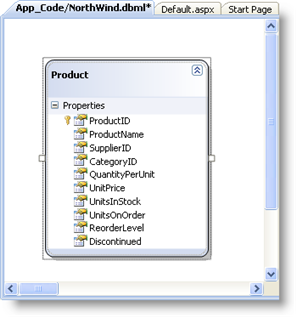 App_Code/NorthWind.dbml* Default.aspx Start Page
Product
Properties
ProductID
ProductName
SupplierID
CategoryID
QuantityPerUnit
UnitPrice
UnitsInStock
UnitsOnOrder
ReorderLevel
Discontinued